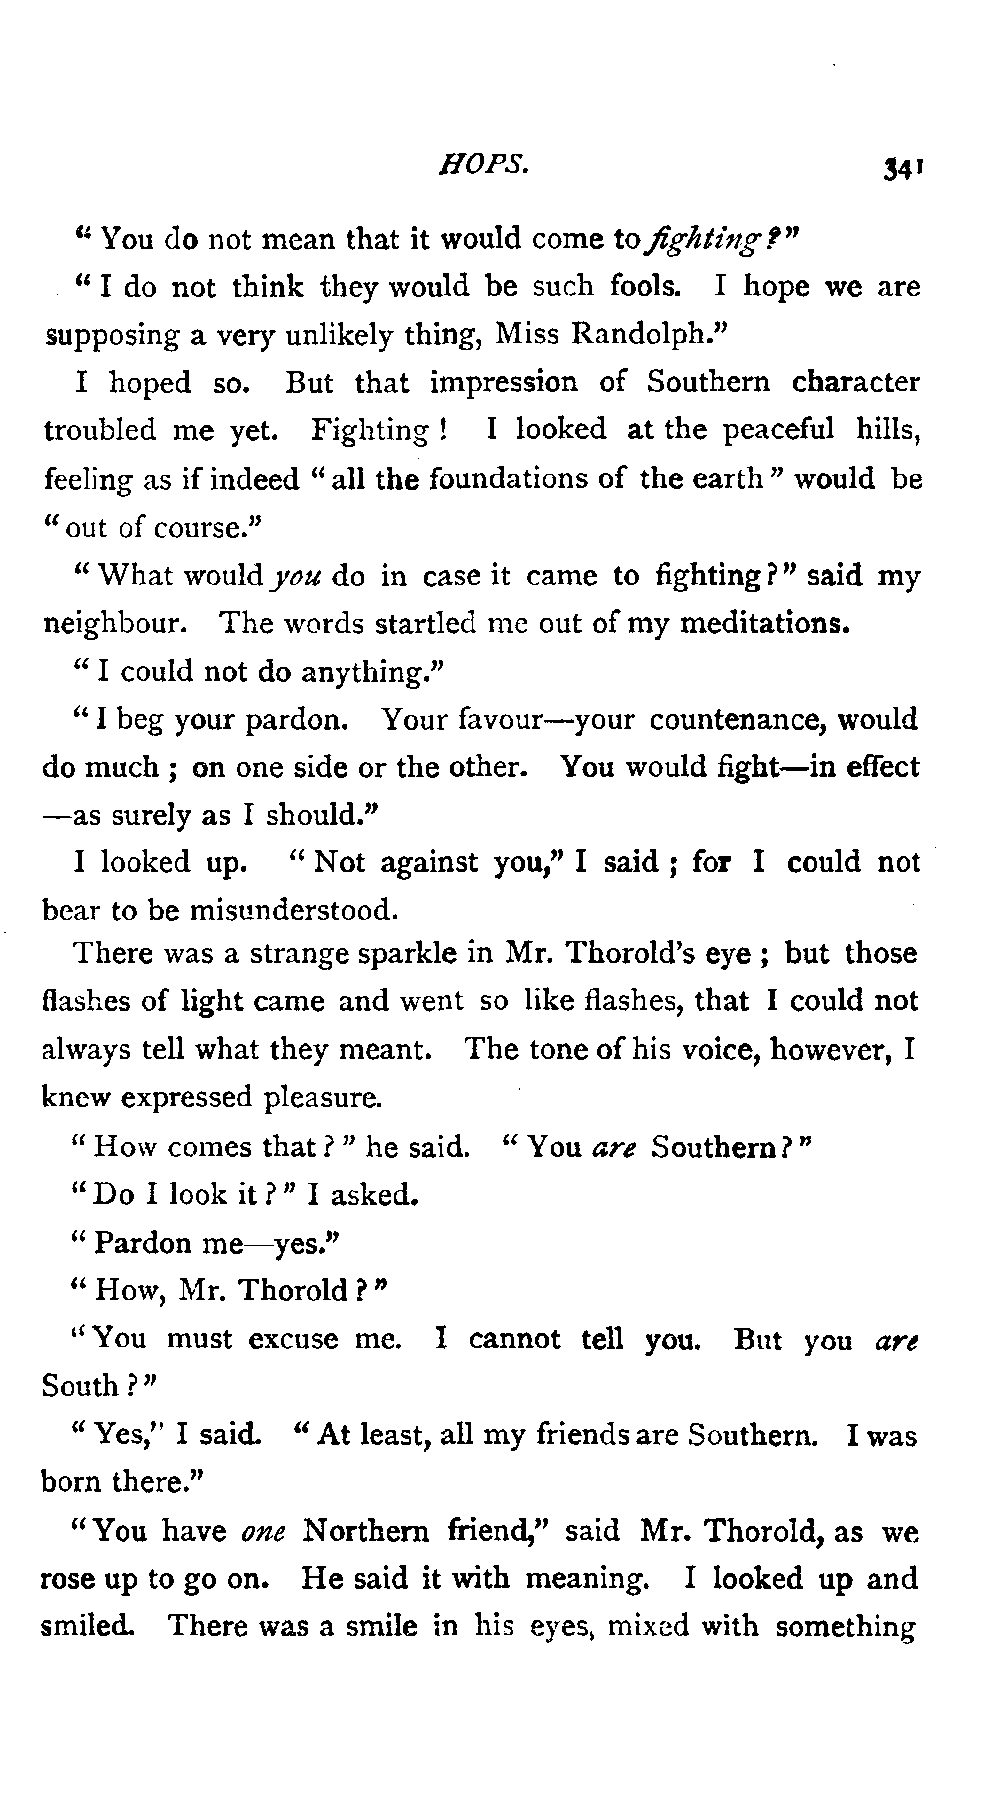 HOPS. 341
“ You do not mean that it would come to fighting ? ”
“ I do not think they would be such fools. I hope we are
supposing a very unlikely thing, Miss Randolph.”
I hoped so. But that impression of Southern character
troubled me yet. Fighting ! I looked at the peaceful hills,
feeling as if indeed “ all the foundations of the earth ” would be
“ out of course.”
“ What would you do in case it came to fighting ? ” said my
neighbour. The words startled me out of my meditations.
“ I could not do anything.”
“ I beg your pardon. Your favour—your countenance, would
do much ; on one side or the other. You would fight—in effect
—as surely as I should.”
I looked up. “ Not against you,” I said ; for I could not
bear to be misunderstood.
There was a strange sparkle in Mr. Thorold’s eye ; but those
flashes of light came and went so like flashes, that I could not
always tell what they meant. The tone of his voice, however, I
knew expressed pleasure.
“ How comes that ? ” he said. “ You are Southern ? ”
“ Do I look it ? ” I asked.
“ Pardon me—yes.”
“ How, Mr. Thorold ? ”
“ You must excuse me. I cannot tell you. But you are
South ? ”
“ Yes,” I said. “ At least, all my friends are Southern. I was
born there.”
“ You have one Northern friend,” said Mr. Thorold, as we
rose up to go on. He said it with meaning. I looked up and
smiled. There was a smile in his eyes, mixed with something